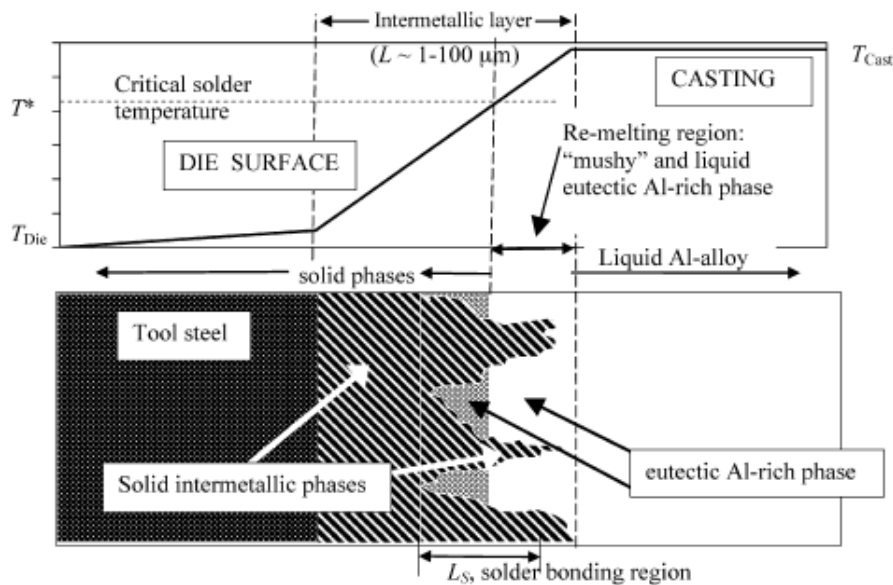 Intermetallic layer
(L ~ 1-100 μm)
T_Cast
Critical solder
temperature
CASTING
T*
Re-melting region:
“mushy” and liquid
eutectic Al-rich phase
DIE SURFACE
T_Die
solid phases
Liquid Al-alloy
Tool steel
Solid intermetallic phases
eutectic Al-rich phase
L_S, solder bonding region